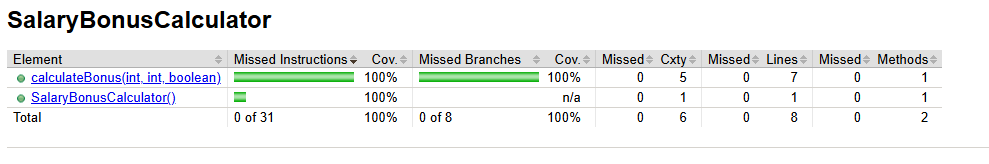 SalaryBonusCalculator
Element Missed Instructions Cov. Missed Branches Cov. Missed Cxty Missed Lines Missed Methods
calculateBonus(int, int, boolean) 100% 100% 0 5 0 7 0 1
SalaryBonusCalculator() 100% n/a 0 1 0 1 0 1
Total 0 of 31 100% 0 of 8 100% 0 6 0 8 0 2